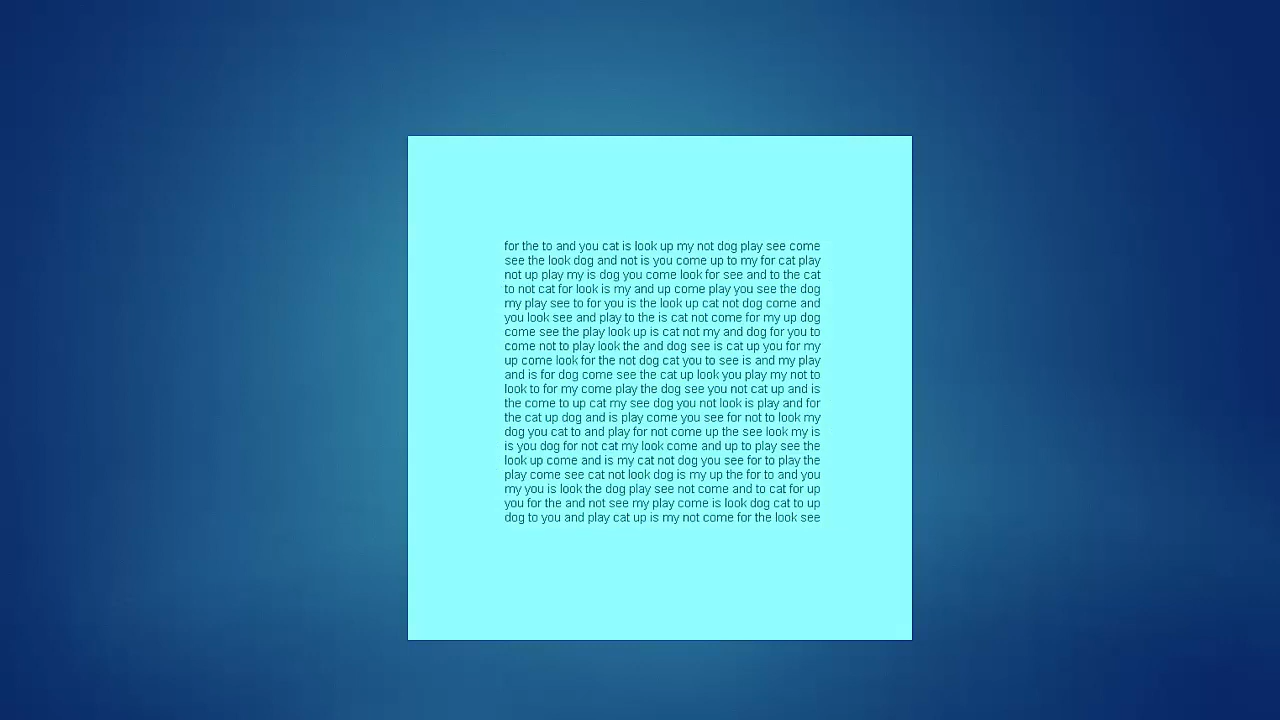 for the to and you cat is look up my not dog play see come
see the look dog and not is you come up to my for cat play
not up play my is dog you come look for see and to the cat
to not cat for look is my and up come play you see the dog
my play see to for you is the look up cat not dog come and
you look see and play to the is cat not come for my up dog
come see the play look up is cat not my and dog for you to
come not to play look the and dog see is cat up you for my
up come look for the not dog cat you to see is and my play
and is for dog come see the cat up look you play my not to
look to for my come play the dog see you not cat up and is
the come to up cat my see dog you not look is play and for
the cat up dog and is play come you see for not to look my
dog you cat to and play for not come up the see look my is
is you dog for not cat my look come and up to play see the
look up come and is my cat not dog you see for to play the
play come see cat not look dog is my up the for to and you
my you is look the dog play see not come and to cat for up
you for the and not see my play come is look dog cat to up
dog to you and play cat up is my not come for the look see